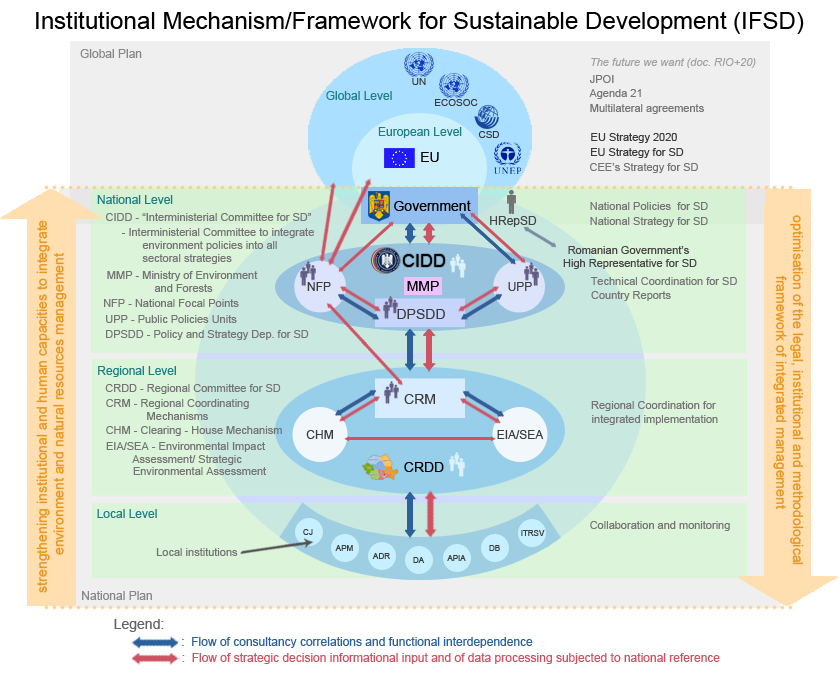 Institutional Mechanism/Framework for Sustainable Development (IFSD)
Global Plan
The future we want (doc. RIO+20)
JPOI
Agenda 21
Multilateral agreements
EU Strategy 2020
EU Strategy for SD
CEE's Strategy for SD
Global Level
UN
ECOSOC
CSD
UNEP
European Level
EU
National Level
CIDD - “Interministerial Committee for SD”
- Interministerial Committee to integrate
environment policies into all
sectoral strategies
MMP - Ministry of Environment
and Forests
NFP - National Focal Points
UPP - Public Policies Units
DPSDD - Policy and Strategy Dep. for SD
Government
HRepSD
CIDD
MMP
NFP
UPP
DPSDD
National Policies for SD
National Strategy for SD
Romanian Government's
High Representative for SD
Technical Coordination for SD
Country Reports
Regional Level
CRDD - Regional Committee for SD
CRM - Regional Coordinating
Mechanisms
CHM - Clearing - House Mechanism
EIA/SEA - Environmental Impact
Assessment/ Strategic
Environmental Assessment
CRM
CHM
EIA/SEA
CRDD
Regional Coordination for
integrated implementation
Local Level
Local institutions
CJ
APM
ADR
DA
APIA
DB
ITRSV
Collaboration and monitoring
National Plan
strengthening institutional and human capacities to integrate
environment and natural resources management
optimisation of the legal, institutional and methodological
framework of integrated management
Legend:
: Flow of consultancy correlations and functional interdependence
: Flow of strategic decision informational input and of data processing subjected to national reference